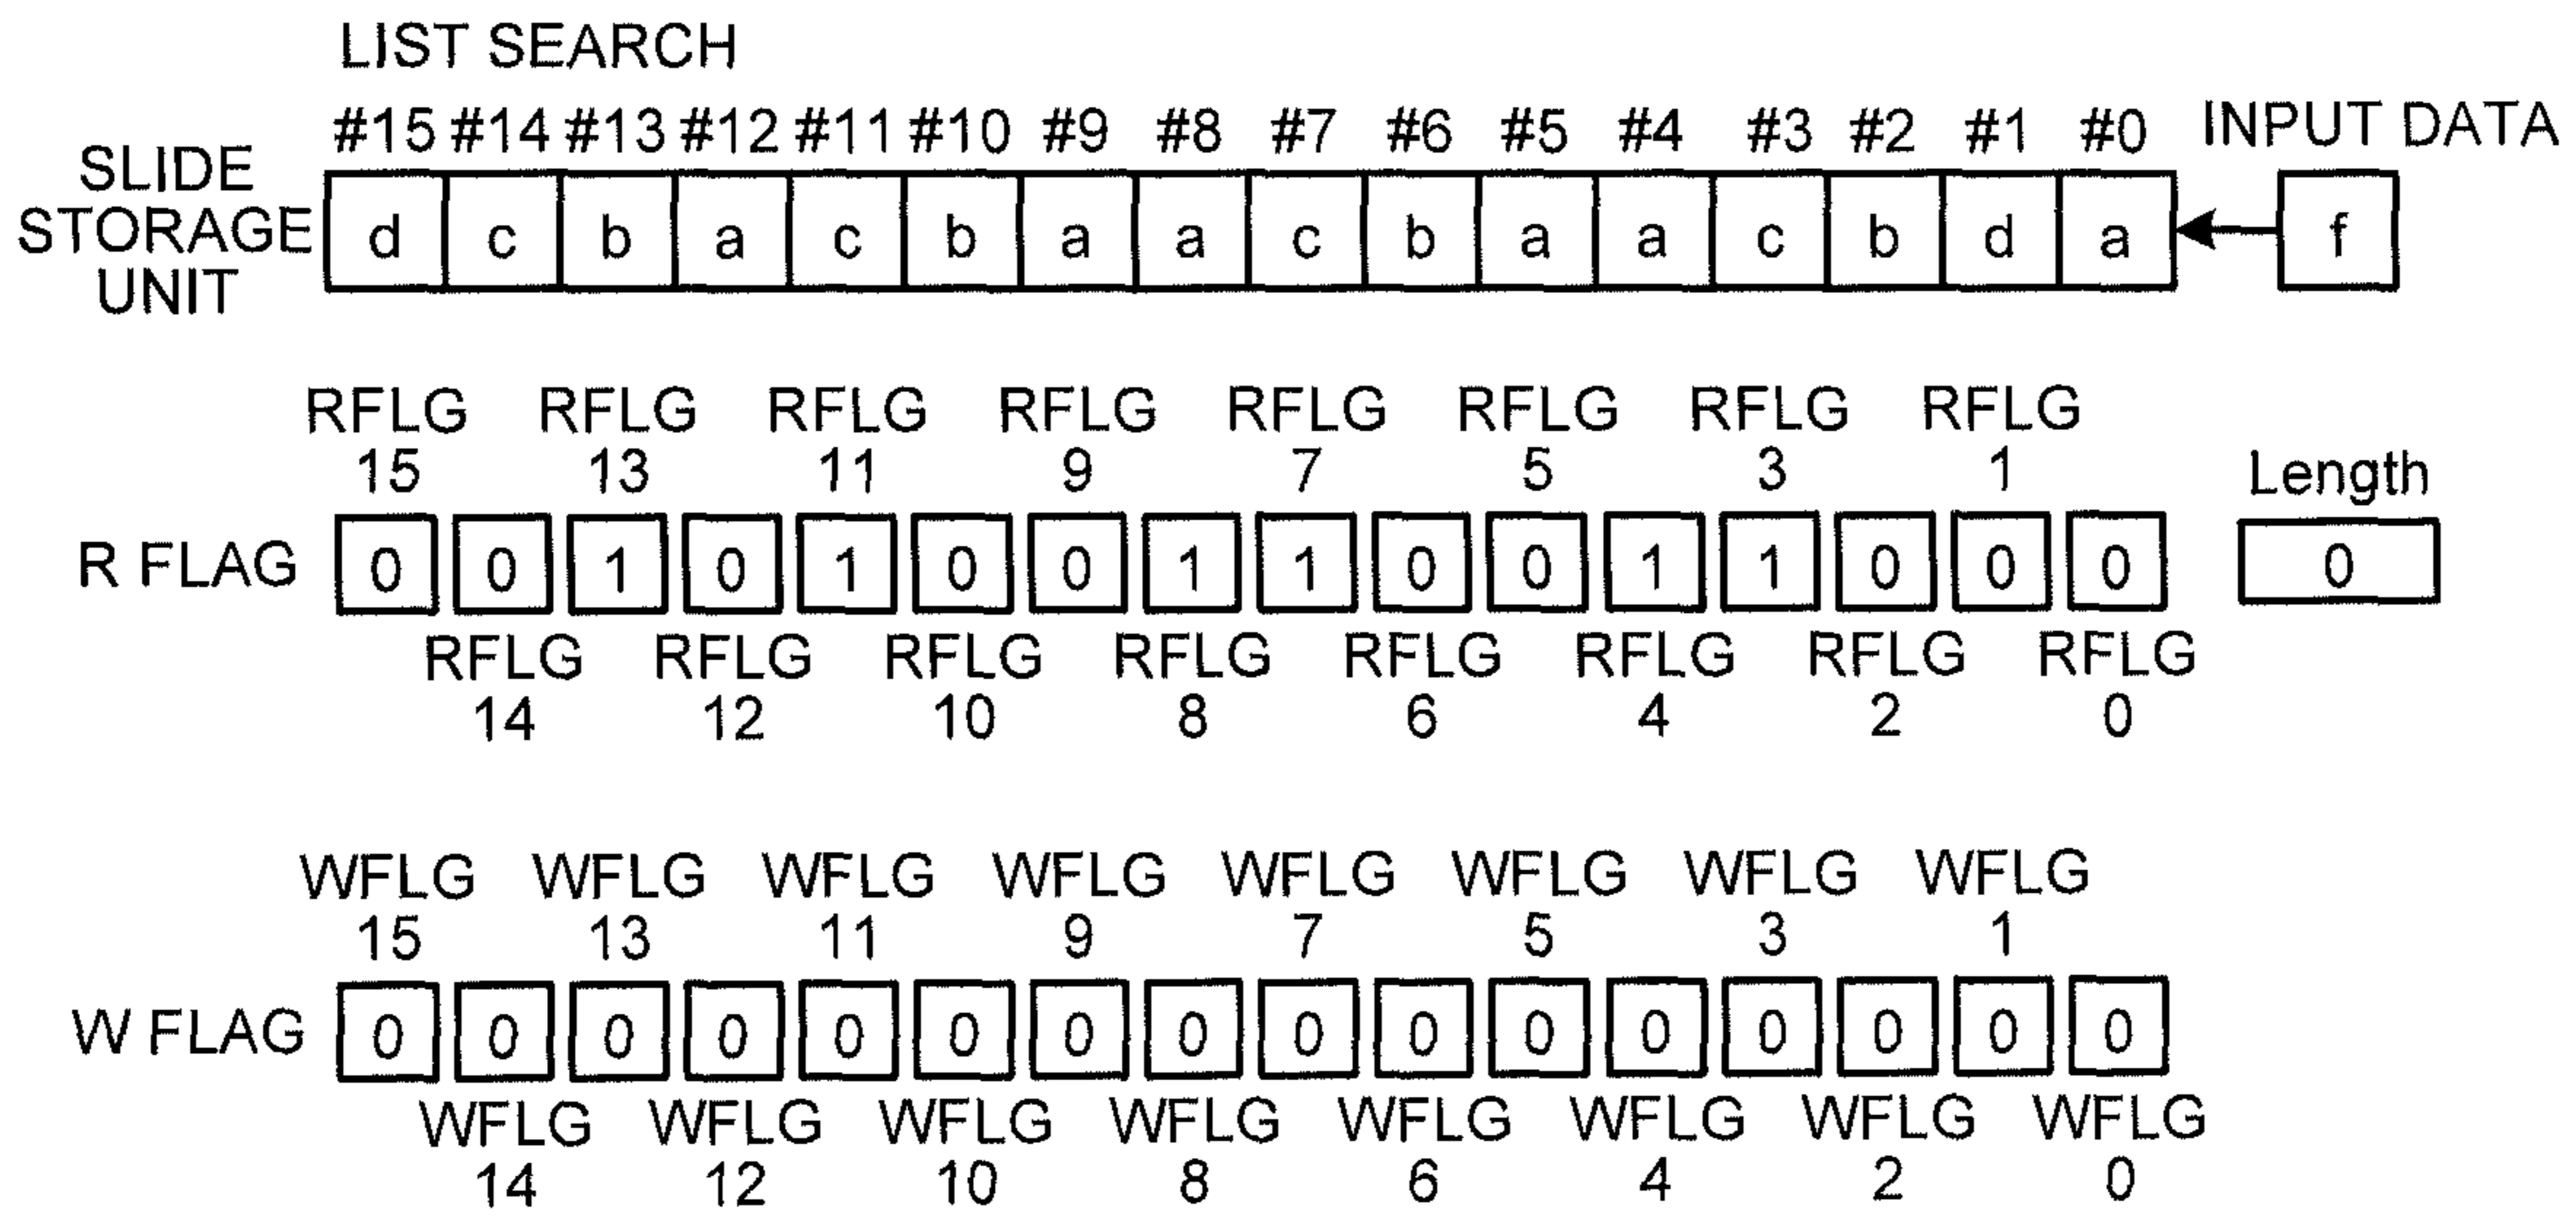 LIST SEARCH
#15 #14 #13 #12 #11 #10 #9 #8 #7 #6 #5 #4 #3 #2 #1 #0 INPUT DATA
SLIDE STORAGE UNIT
d c b a c b a a c b a a c b d a f
RFLG 15 RFLG 13 RFLG 11 RFLG 9 RFLG 7 RFLG 5 RFLG 3 RFLG 1 Length
R FLAG 0 0 1 0 1 0 0 1 1 0 0 1 1 0 0 0 0
RFLG 14 RFLG 12 RFLG 10 RFLG 8 RFLG 6 RFLG 4 RFLG 2 RFLG 0
WFLG 15 WFLG 13 WFLG 11 WFLG 9 WFLG 7 WFLG 5 WFLG 3 WFLG 1
W FLAG 0 0 0 0 0 0 0 0 0 0 0 0 0 0 0 0
WFLG 14 WFLG 12 WFLG 10 WFLG 8 WFLG 6 WFLG 4 WFLG 2 WFLG 0